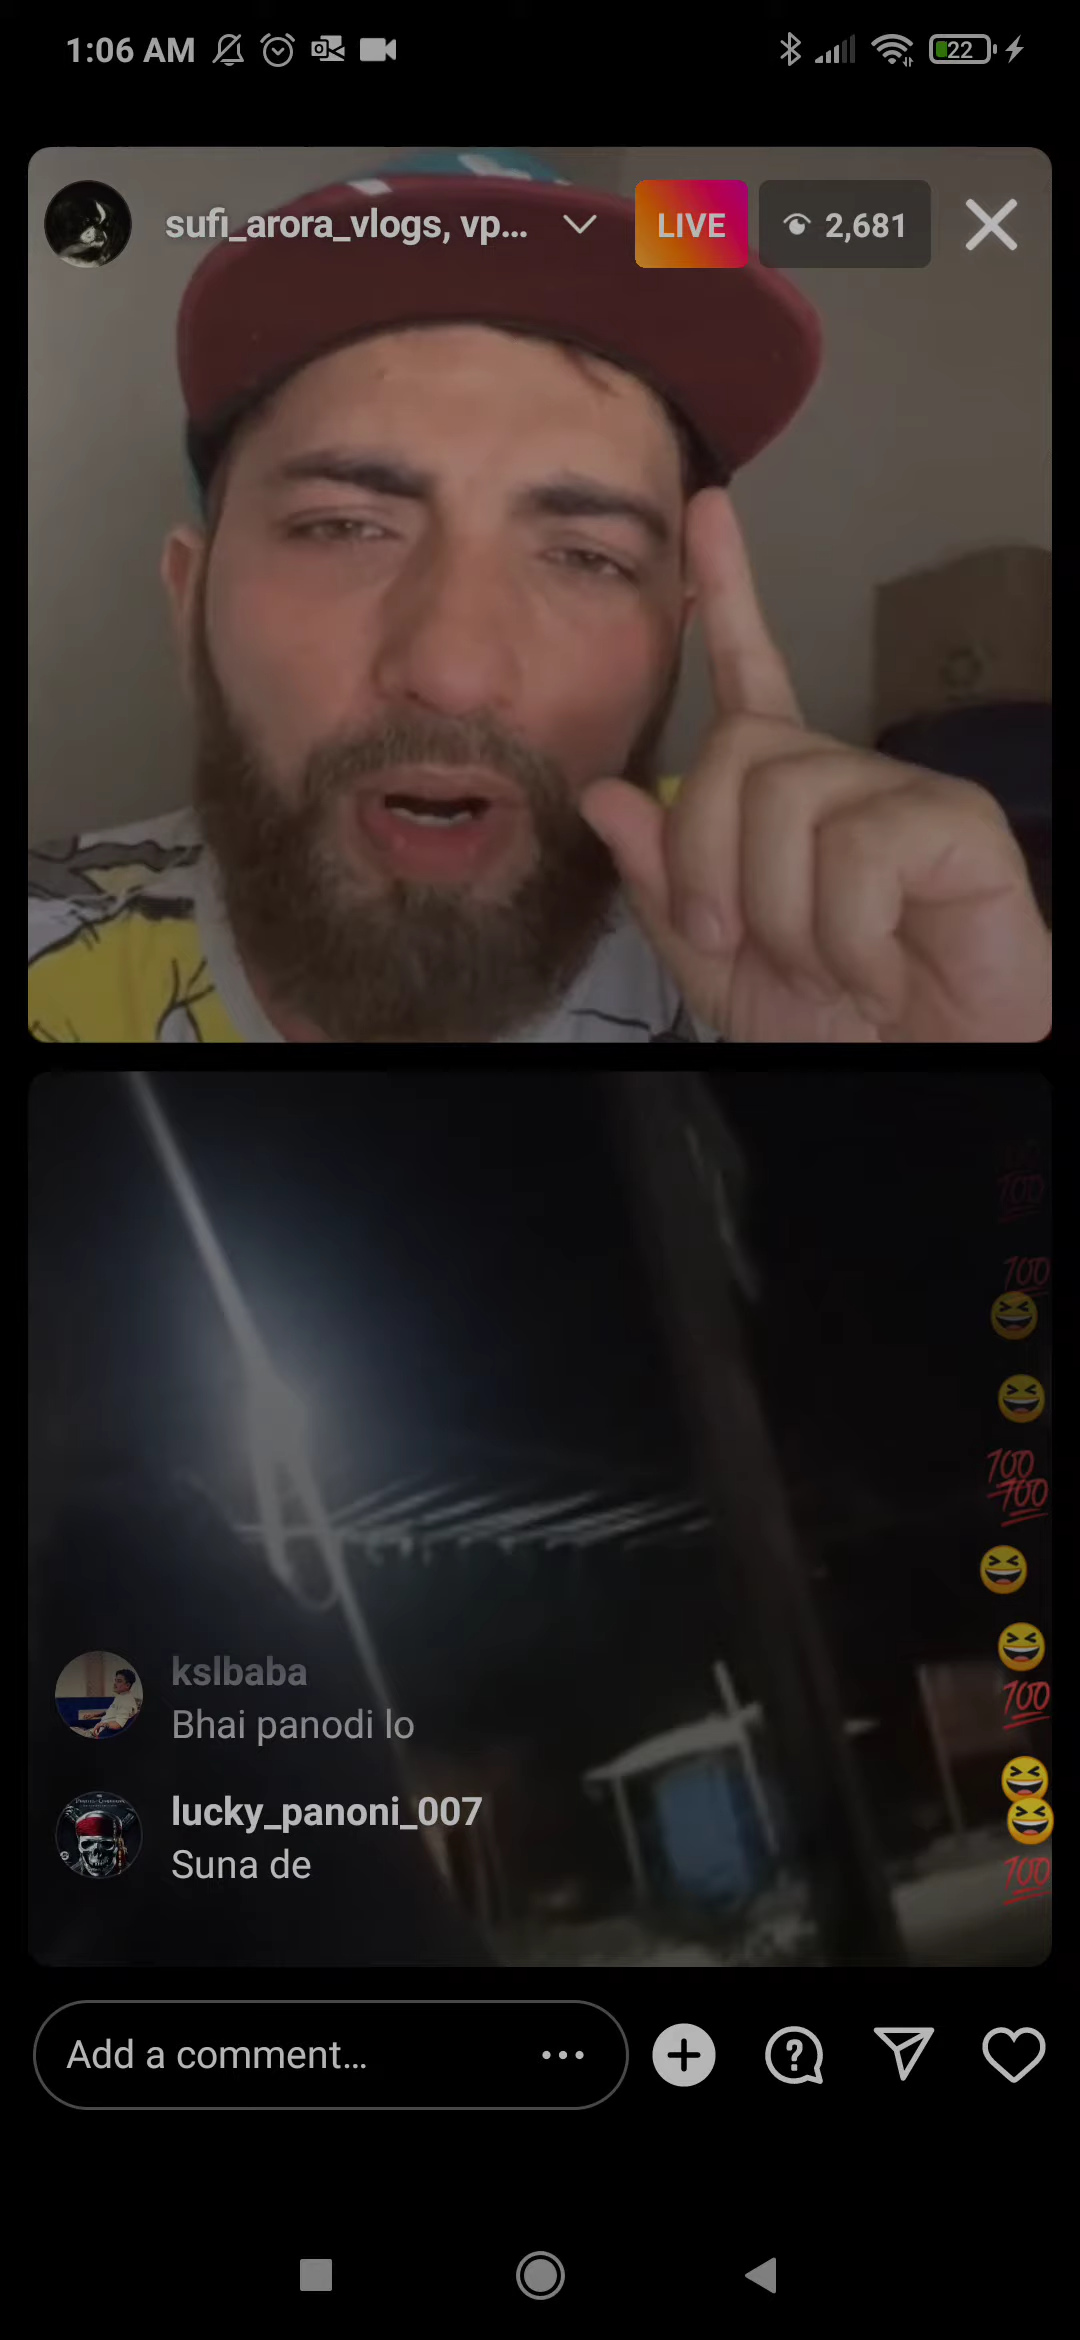 1:06 AM
22
sufi_arora_vlogs, vp...
LIVE
2,681
kslbaba
Bhai panodi lo
lucky_panoni_007
Suna de
Add a comment...